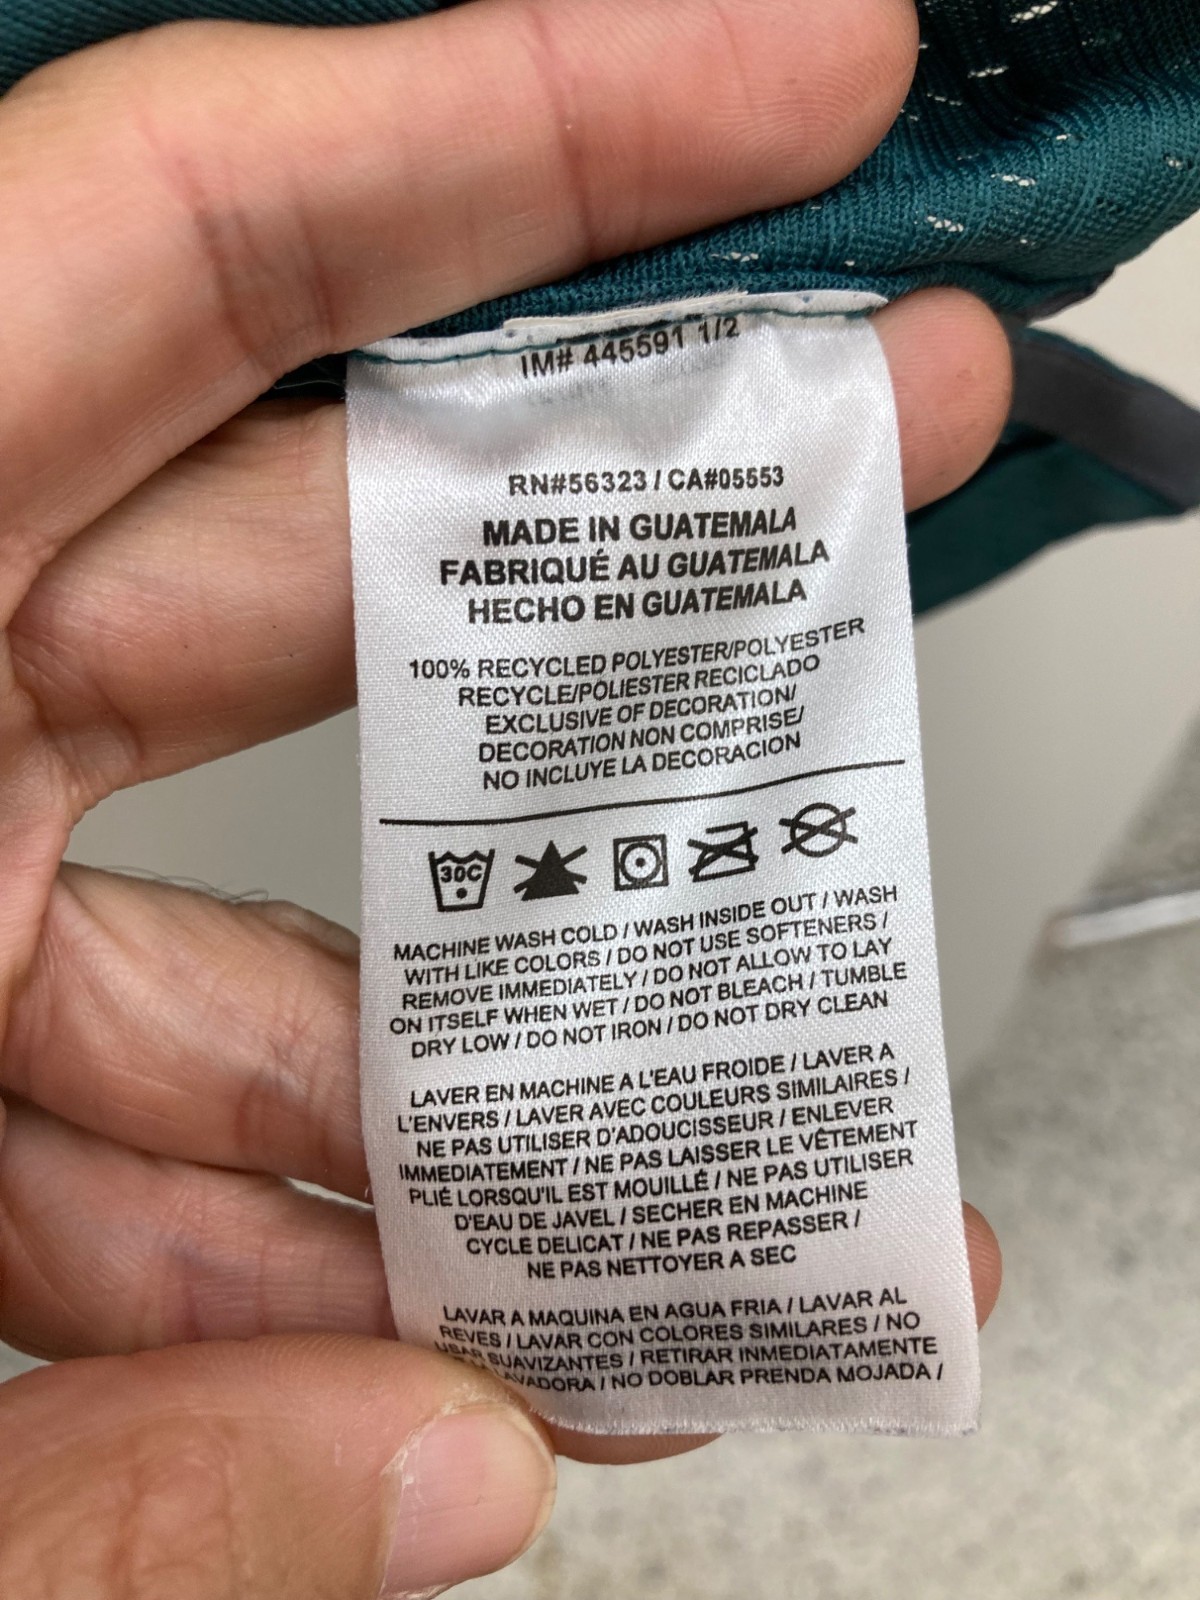 IM# 445591 1/2
RN#56323 / CA#05553
MADE IN GUATEMALA
FABRIQUÉ AU GUATEMALA
HECHO EN GUATEMALA
100% RECYCLED POLYESTER/POLYESTER
RECYCLE/POLIESTER RECICLADO
EXCLUSIVE OF DECORATION/
DECORATION NON COMPRISE/
NO INCLUYE LA DECORACION
30C
MACHINE WASH COLD / WASH INSIDE OUT / WASH
WITH LIKE COLORS / DO NOT USE SOFTENERS /
REMOVE IMMEDIATELY / DO NOT ALLOW TO LAY
ON ITSELF WHEN WET / DO NOT BLEACH / TUMBLE
DRY LOW / DO NOT IRON / DO NOT DRY CLEAN
LAVER EN MACHINE A L'EAU FROIDE / LAVER A
L'ENVERS / LAVER AVEC COULEURS SIMILAIRES /
NE PAS UTILISER D'ADOUCISSEUR / ENLEVER
IMMEDIATEMENT / NE PAS LAISSER LE VÊTEMENT
PLIÉ LORSQU'IL EST MOUILLÉ / NE PAS UTILISER
D'EAU DE JAVEL / SECHER EN MACHINE
CYCLE DELICAT / NE PAS REPASSER /
NE PAS NETTOYER A SEC
LAVAR A MAQUINA EN AGUA FRIA / LAVAR AL
REVES / LAVAR CON COLORES SIMILARES / NO
USAR SUAVIZANTES / RETIRAR INMEDIATAMENTE
LAVADORA / NO DOBLAR PRENDA MOJADA /